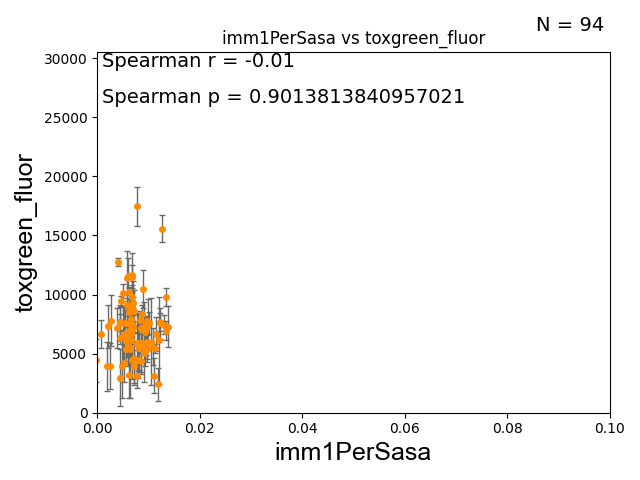 N = 94
imm1PerSasa vs toxgreen_fluor
Spearman r = -0.01
Spearman p = 0.9013813840957021
30000
25000
20000
15000
10000
5000
0
toxgreen_fluor
0.00 0.02 0.04 0.06 0.08 0.10
imm1PerSasa